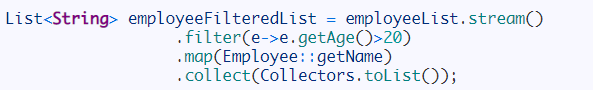 List<String> employeeFilteredList = employeeList.stream()
.filter(e->e.getAge()>20)
.map(Employee::getName)
.collect(Collectors.toList());